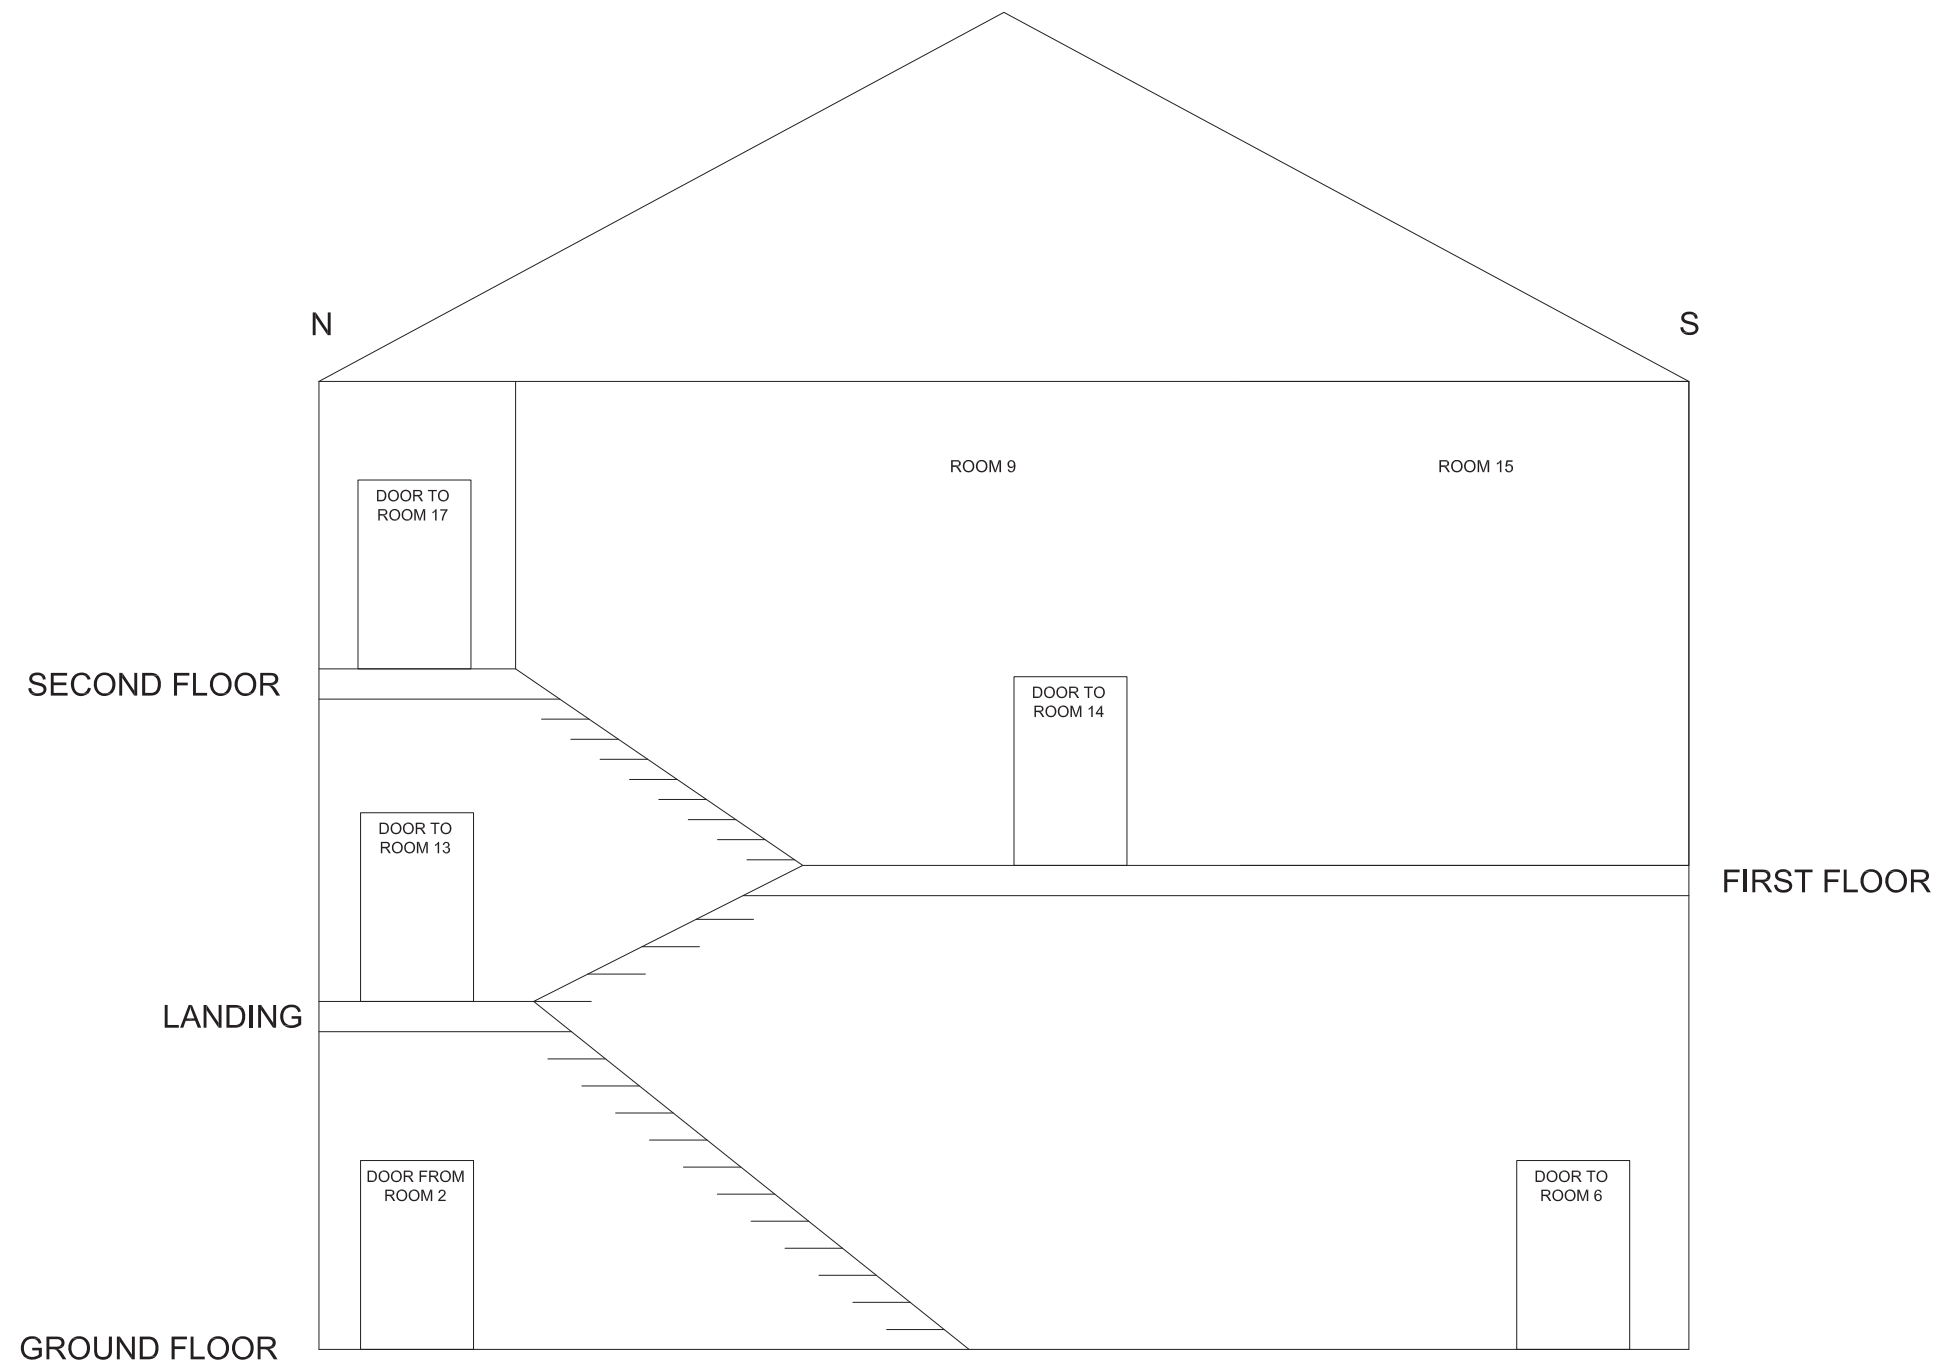 N
S
ROOM 9
ROOM 15
DOOR TO
ROOM 17
SECOND FLOOR
DOOR TO
ROOM 14
DOOR TO
ROOM 13
FIRST FLOOR
LANDING
DOOR FROM
ROOM 2
DOOR TO
ROOM 6
GROUND FLOOR